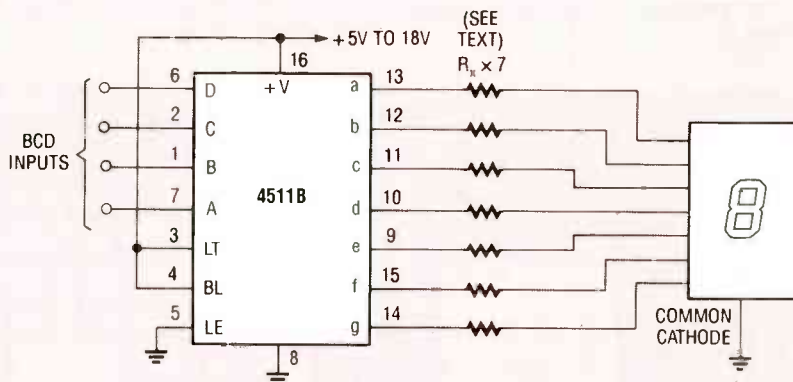 (SEE
TEXT)
Rx × 7
+5V TO 18V
16
+V
BCD
INPUTS
6 D
2 C
1 B
7 A
3 LT
4 BL
5 LE
4511B
a 13
b 12
c 11
d 10
e 9
f 15
g 14
8
8
COMMON
CATHODE